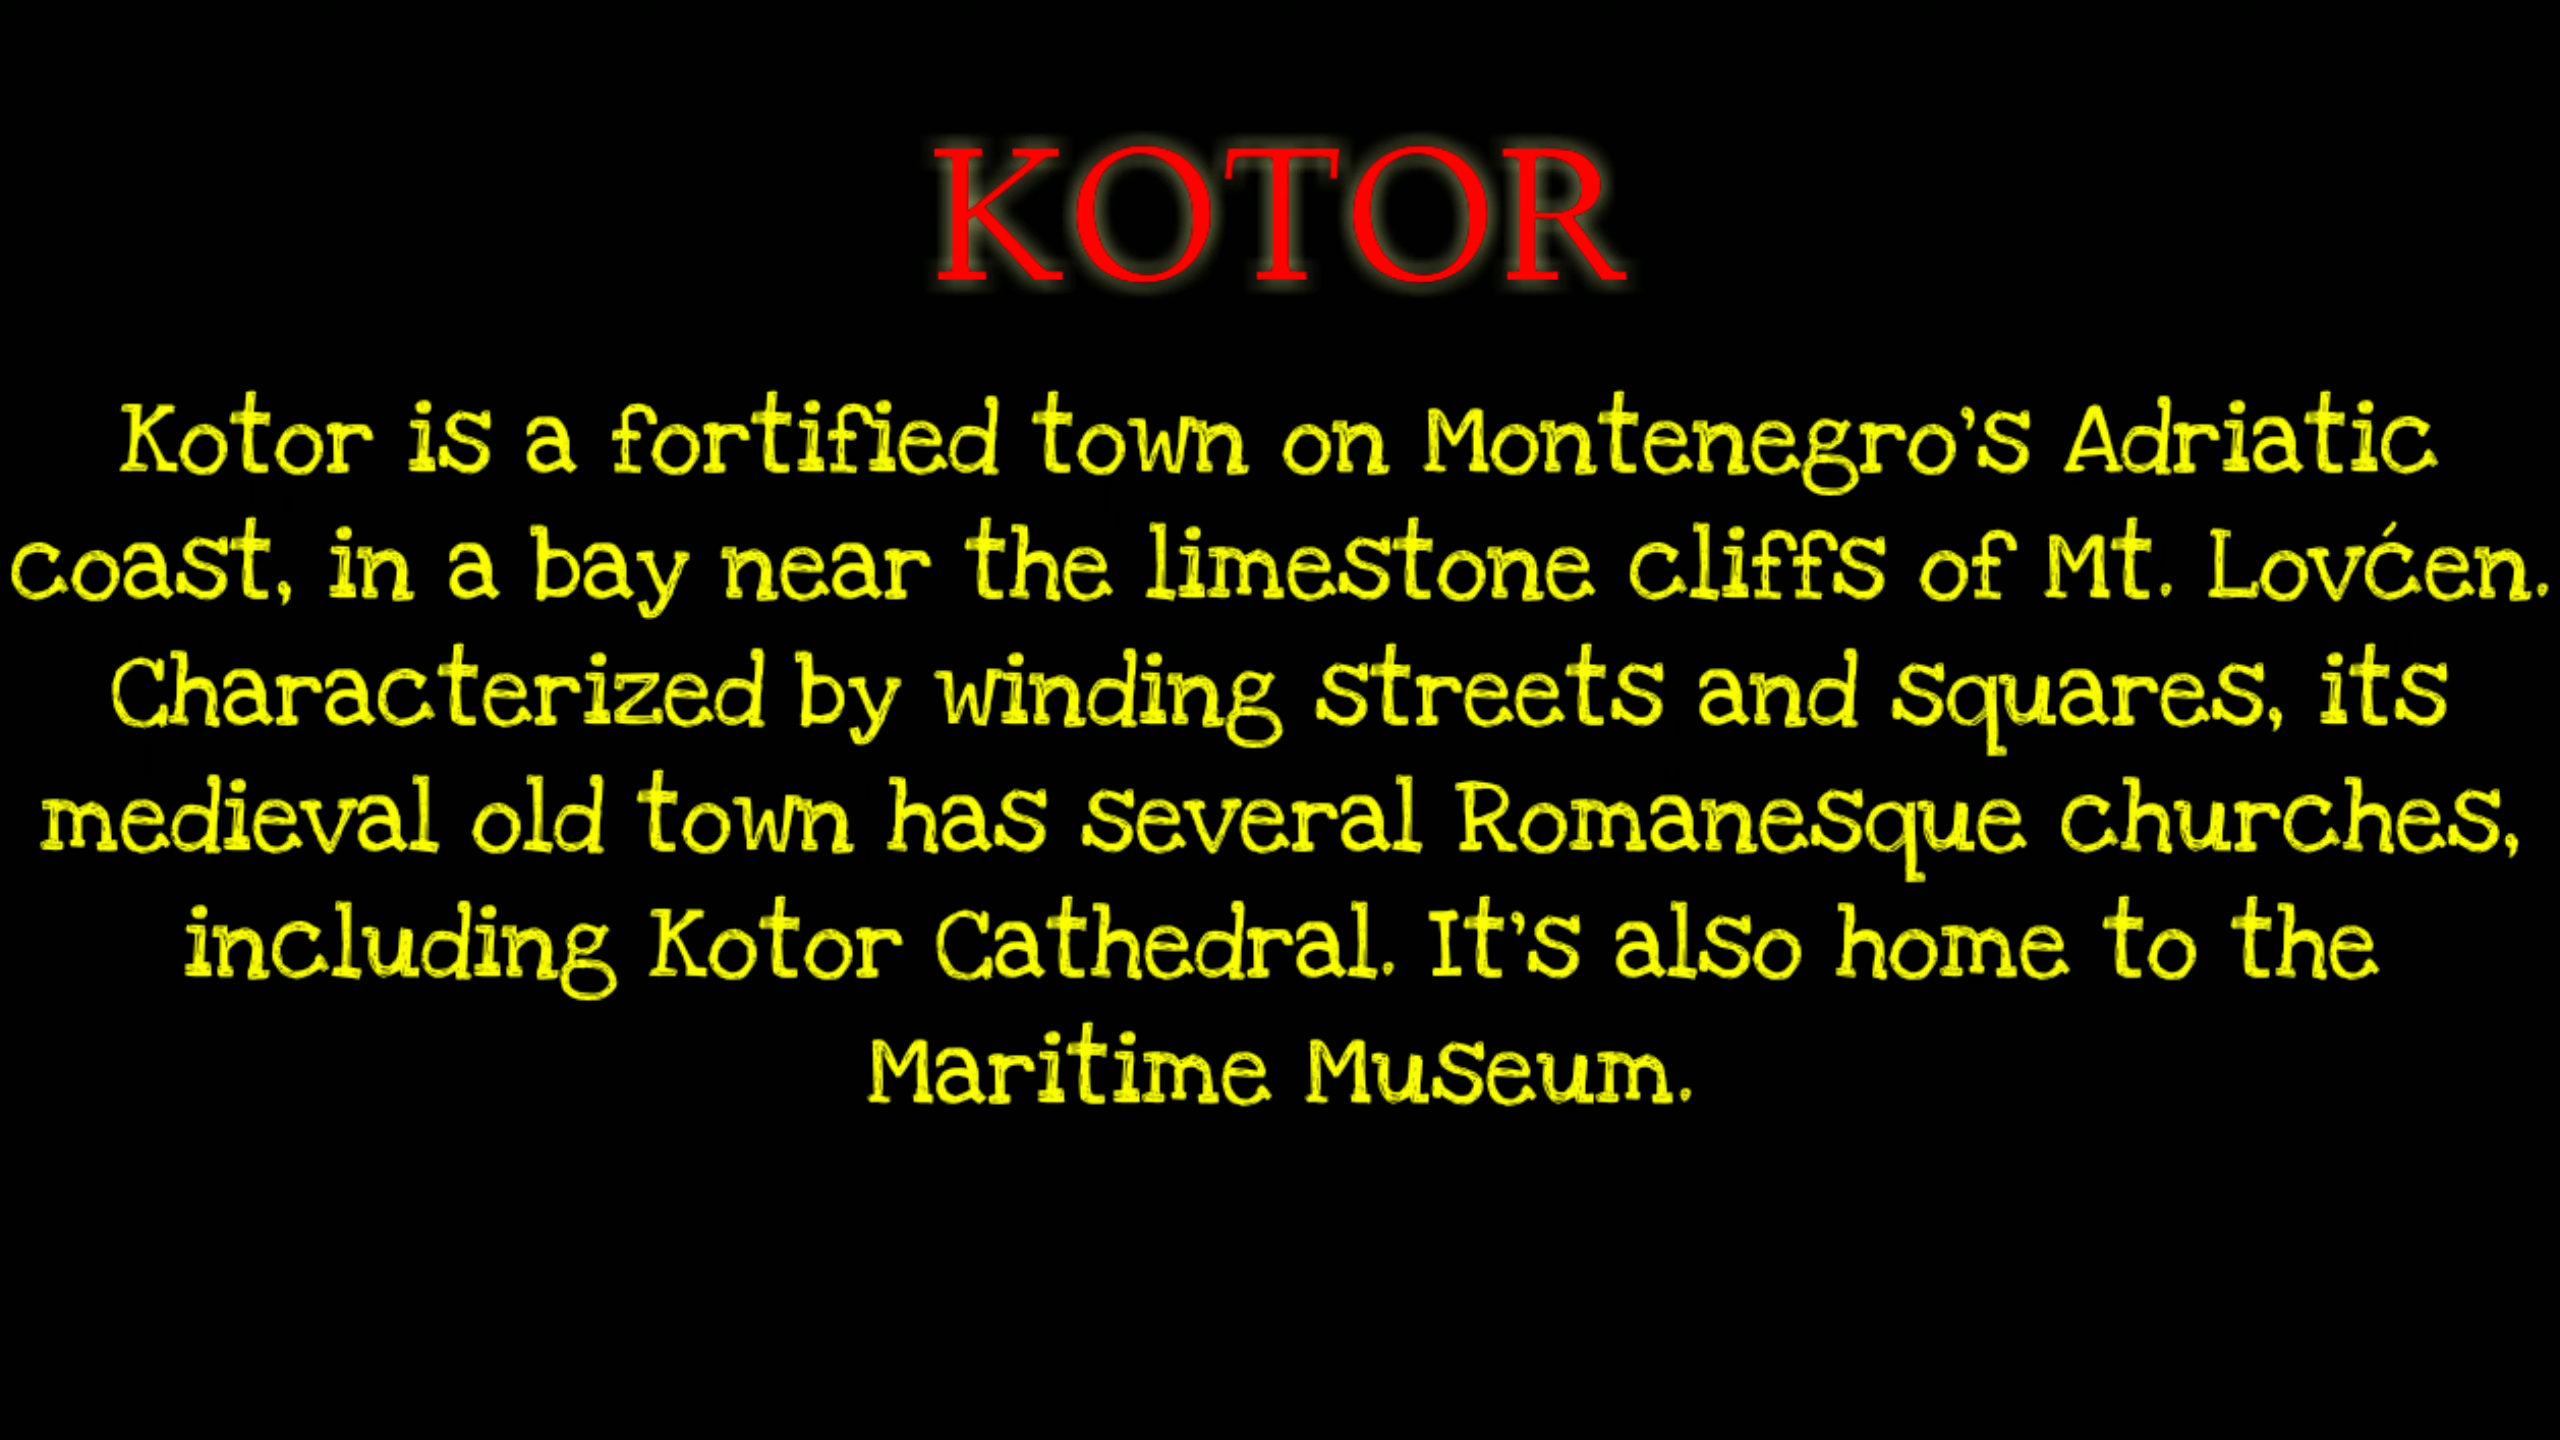 KOTOR
Kotor is a fortified town on Montenegro's Adriatic
coast, in a bay near the limestone cliffs of Mt. Lovćen.
Characterized by winding streets and squares, its
medieval old town has several Romanesque churches,
including Kotor Cathedral. It's also home to the
Maritime Museum.